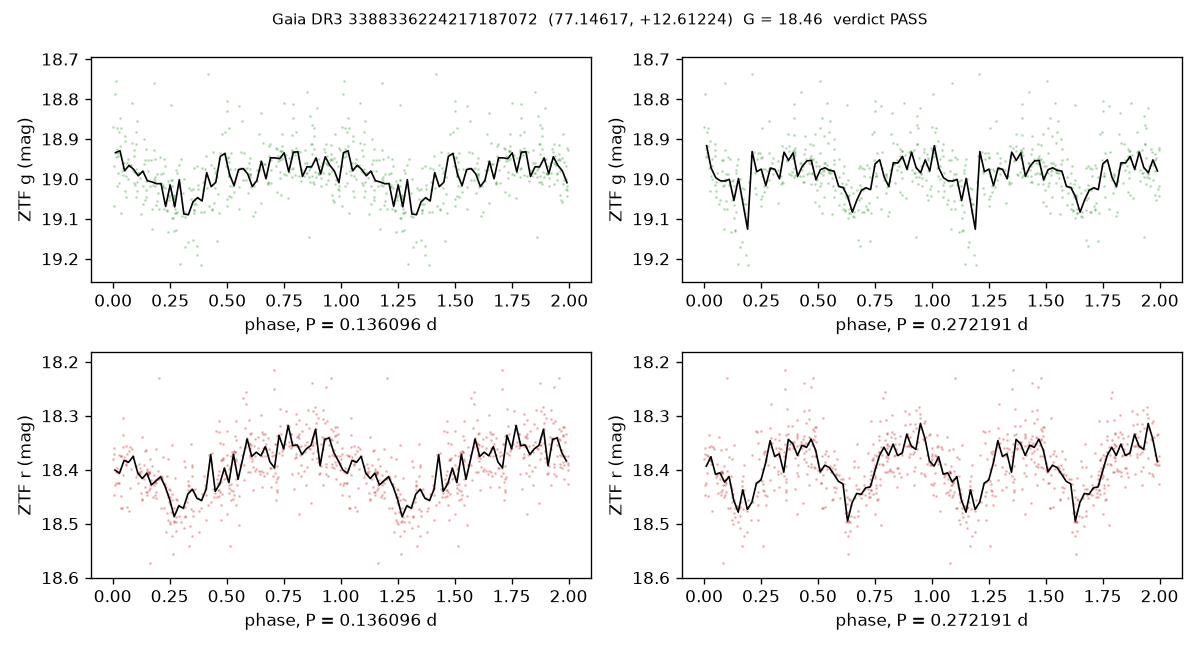 Gaia DR3 3388336224217187072 (77.14617, +12.61224) G = 18.46 verdict PASS
ZTF g (mag)
18.7
18.8
18.9
19.0
19.1
19.2
0.00 0.25 0.50 0.75 1.00 1.25 1.50 1.75 2.00
phase, P = 0.136096 d
ZTF g (mag)
18.7
18.8
18.9
19.0
19.1
19.2
0.00 0.25 0.50 0.75 1.00 1.25 1.50 1.75 2.00
phase, P = 0.272191 d
ZTF r (mag)
18.2
18.3
18.4
18.5
18.6
0.00 0.25 0.50 0.75 1.00 1.25 1.50 1.75 2.00
phase, P = 0.136096 d
ZTF r (mag)
18.2
18.3
18.4
18.5
18.6
0.00 0.25 0.50 0.75 1.00 1.25 1.50 1.75 2.00
phase, P = 0.272191 d